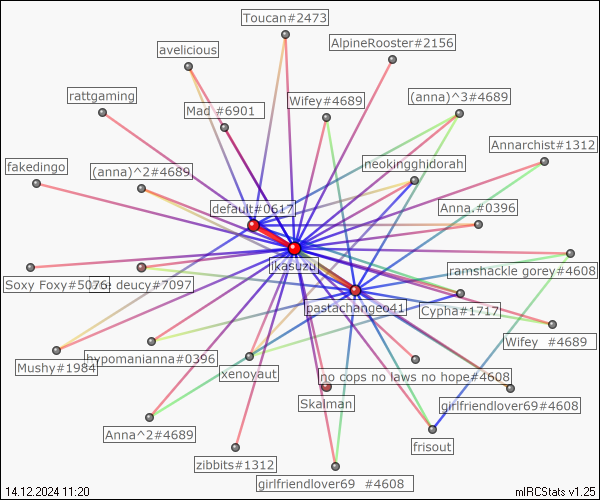 Toucan#2473
AlpineRooster#2156
avelicious
rattgaming
Mad #6901
Wifey#4689
(anna)^3#4689
Annarchist#1312
fakedingo
(anna)^2#4689
neokingghidorah
default#0617
Anna.#0396
ikasuzu
ramshackle gorey#4608
Soxy Foxy#5076
deucy#7097
pastachangeo41
Cypha#1717
Wifey #4689
Mushy#1984
hypomanianna#0396
xenoyaut
no cops no laws no hope#4608
Skalman
girlfriendlover69#4608
Anna^2#4689
frisout
zibbits#1312
girlfriendlover69 #4608
14.12.2024 11:20
mIRCStats v1.25